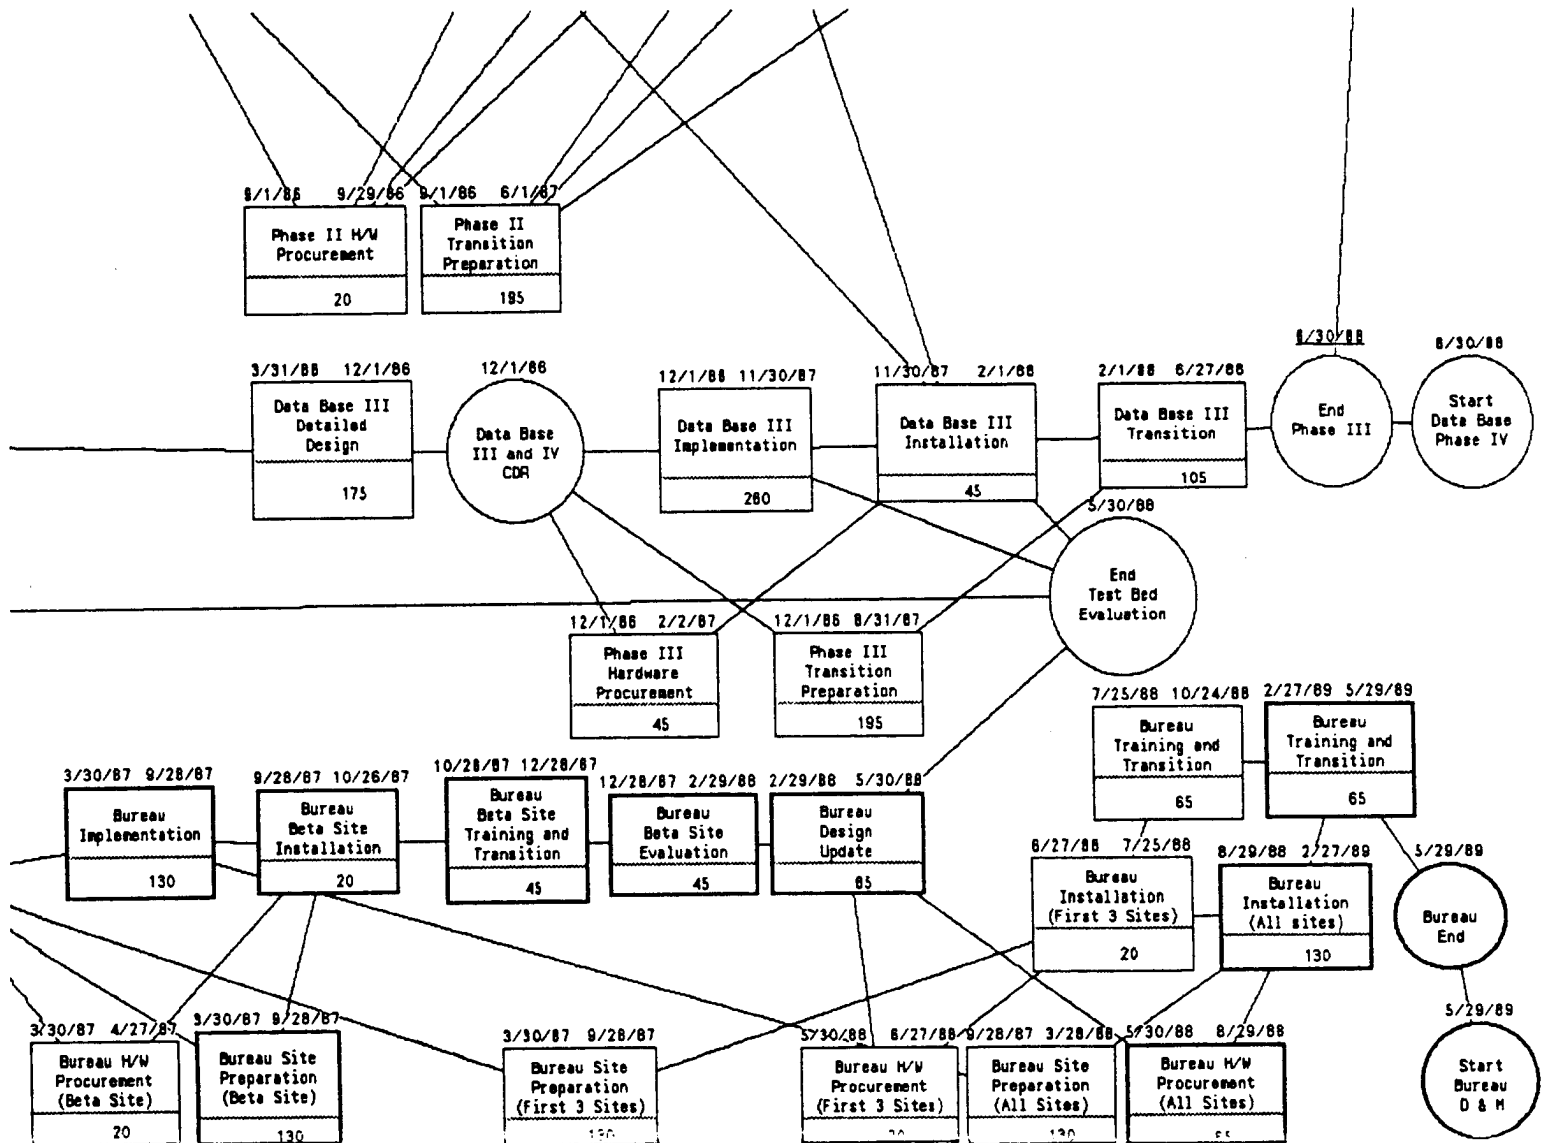 9/1/86 9/29/86
Phase II H/W
Procurement
20
9/1/86 6/1/87
Phase II
Transition
Preparation
195
3/31/86 12/1/86
Data Base III
Detailed
Design
175
12/1/86
Data Base
III and IV
CDR
12/1/86 11/30/87
Data Base III
Implementation
260
11/30/87 2/1/88
Data Base III
Installation
45
2/1/88 6/27/88
Data Base III
Transition
105
6/30/88
End
Phase III
6/30/88
Start
Data Base
Phase IV
5/30/88
End
Test Bed
Evaluation
12/1/86 2/2/87
Phase III
Hardware
Procurement
45
12/1/86 8/31/87
Phase III
Transition
Preparation
195
7/25/88 10/24/88
Bureau
Training and
Transition
65
2/27/89 5/29/89
Bureau
Training and
Transition
65
3/30/87 9/28/87
Bureau
Implementation
130
9/28/87 10/26/87
Bureau
Beta Site
Installation
20
10/26/87 12/28/87
Bureau
Beta Site
Training and
Transition
45
12/28/87 2/29/88
Bureau
Beta Site
Evaluation
45
2/29/88 5/30/88
Bureau
Design
Update
65
6/27/88 7/25/88
Bureau
Installation
(First 3 Sites)
20
8/29/88 2/27/89
Bureau
Installation
(All sites)
130
5/29/89
Bureau
End
3/30/87 4/27/87
Bureau H/W
Procurement
(Beta Site)
20
3/30/87 9/28/87
Bureau Site
Preparation
(Beta Site)
130
3/30/87 9/28/87
Bureau Site
Preparation
(First 3 Sites)
130
5/30/88 6/27/88
Bureau H/W
Procurement
(First 3 Sites)
20
9/28/87 3/28/88
Bureau Site
Preparation
(All Sites)
130
5/30/88 8/29/88
Bureau H/W
Procurement
(All Sites)
65
5/29/89
Start
Bureau
O & M